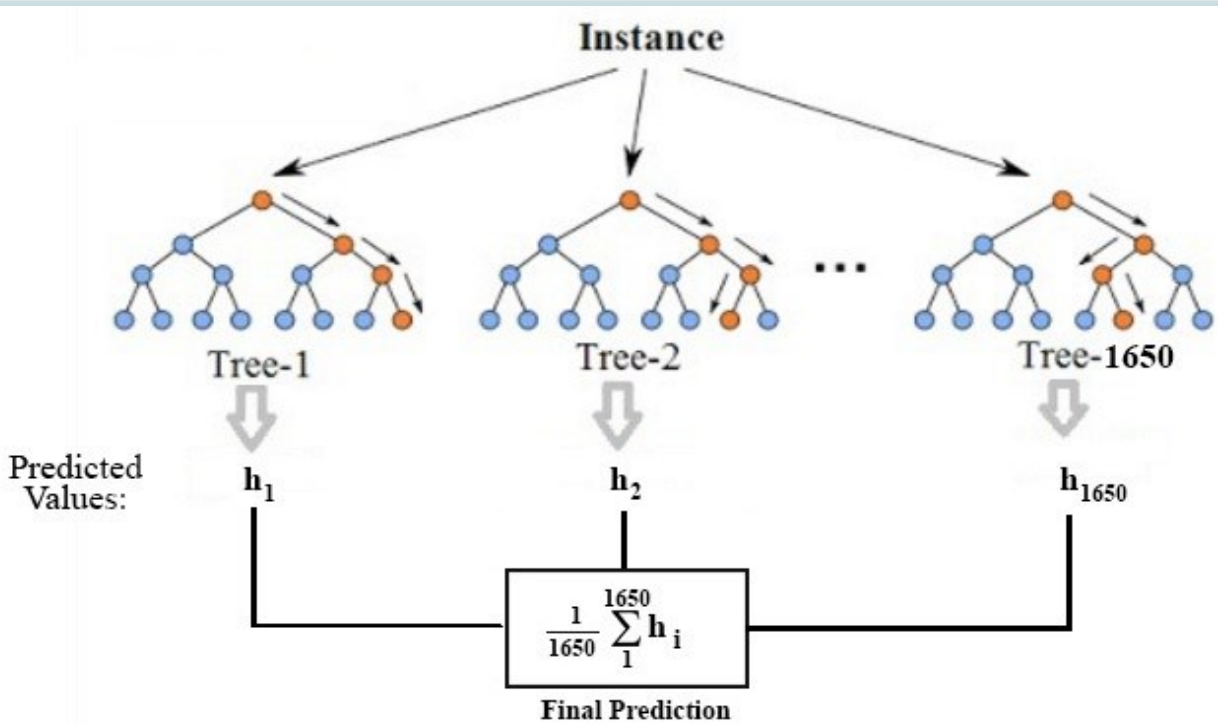 Instance
...
Tree-1
Tree-2
Tree-1650
Predicted
Values:
h₁
h₂
h₁₆₅₀
1/1650 1650∑1 h i
Final Prediction